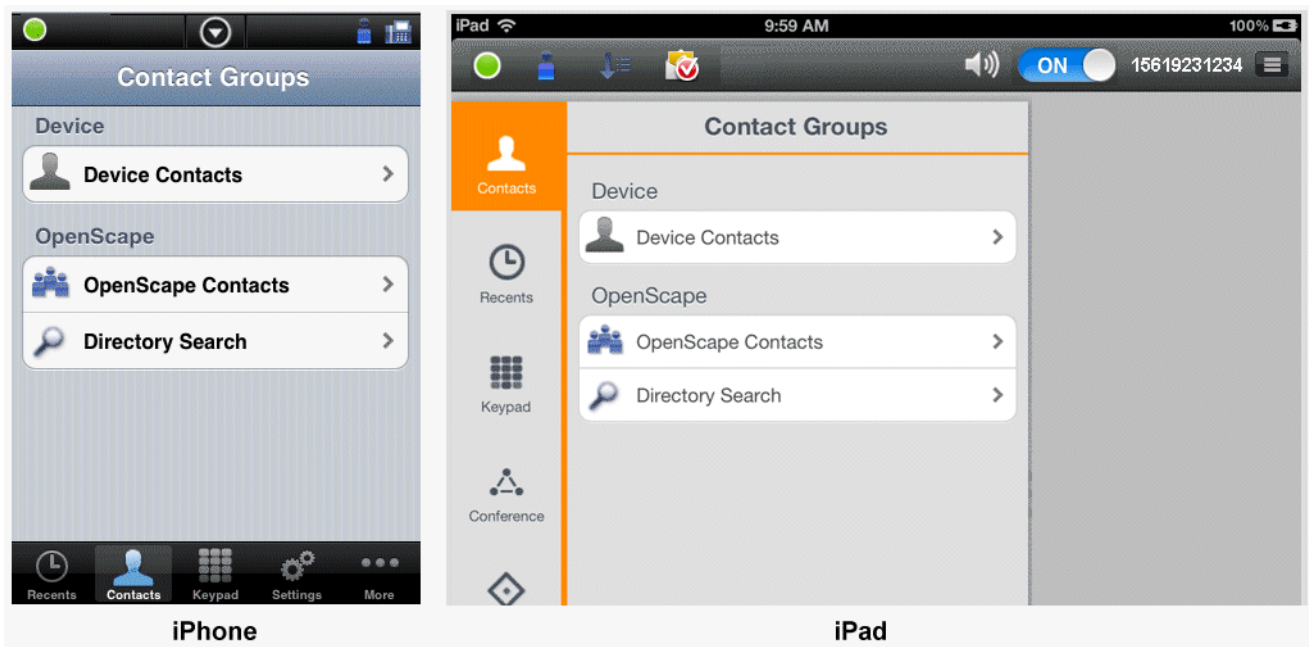 Contact Groups
Device
Device Contacts
OpenScape
OpenScape Contacts
Directory Search
Recents
Contacts
Keypad
Settings
More
iPhone
iPad
9:59 AM
100%
ON
15619231234
Contacts
Recents
Keypad
Conference
Contact Groups
Device
Device Contacts
OpenScape
OpenScape Contacts
Directory Search
iPad